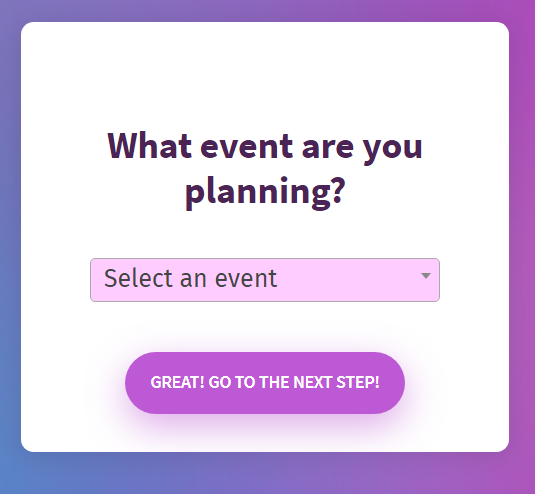 What event are you
planning?
Select an event
GREAT! GO TO THE NEXT STEP!